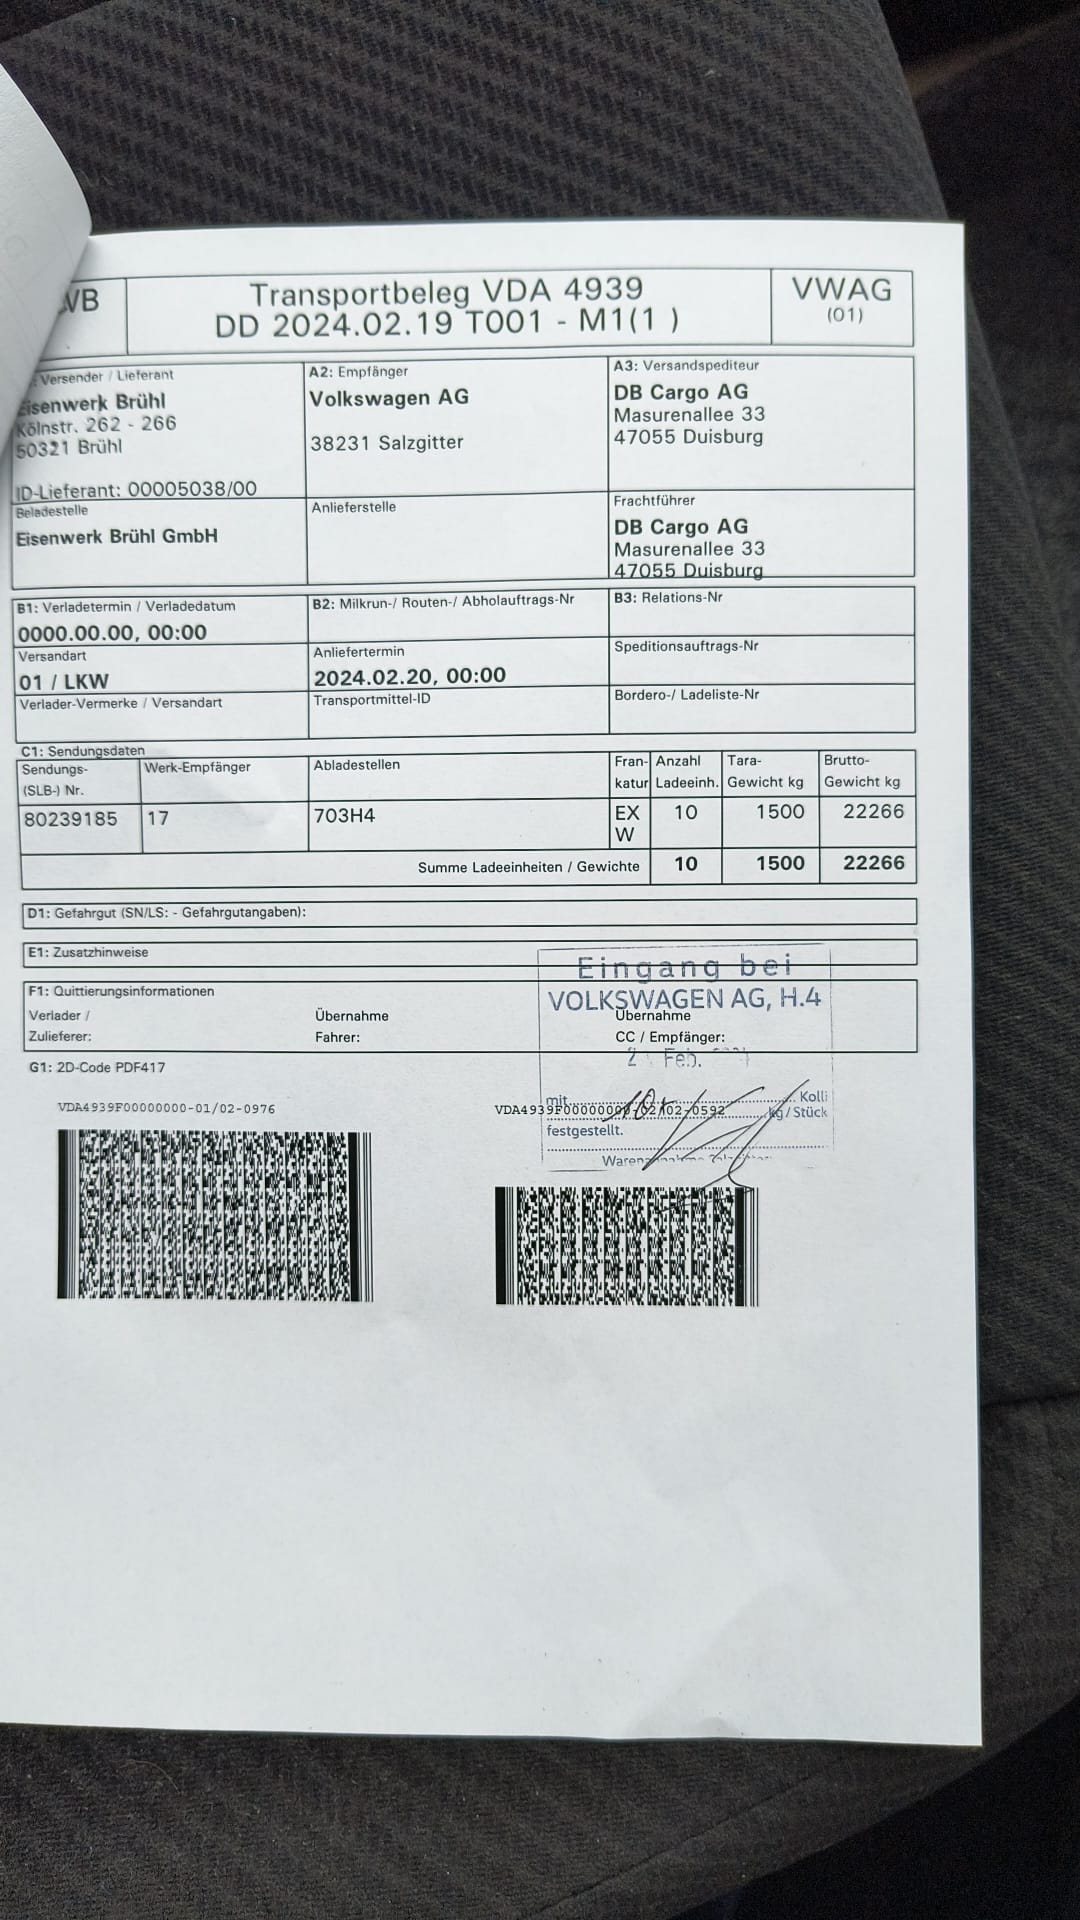 VB
Transportbeleg VDA 4939
DD 2024.02.19 T001 - M1(1 )
VWAG
(01)
Versender / Lieferant
Eisenwerk Brühl
Kölnstr. 262 - 266
50321 Brühl
ID-Lieferant: 00005038/00
A2: Empfänger
Volkswagen AG
38231 Salzgitter
A3: Versandspediteur
DB Cargo AG
Masurenallee 33
47055 Duisburg
Beladestelle
Eisenwerk Brühl GmbH
Anlieferstelle
Frachtführer
DB Cargo AG
Masurenallee 33
47055 Duisburg
B1: Verladetermin / Verladedatum
0000.00.00, 00:00
B2: Milkrun-/ Routen-/ Abholauftrags-Nr
B3: Relations-Nr
Versandart
01 / LKW
Anliefertermin
2024.02.20, 00:00
Speditionsauftrags-Nr
Verlader-Vermerke / Versandart
Transportmittel-ID
Bordero-/ Ladeliste-Nr
C1: Sendungsdaten
Sendungs-
(SLB-) Nr.
Werk-Empfänger
Abladestellen
Fran-
katur
Anzahl
Ladeeinh.
Tara-
Gewicht kg
Brutto-
Gewicht kg
80239185
17
703H4
EX
W
10
1500
22266
Summe Ladeeinheiten / Gewichte
10
1500
22266
D1: Gefahrgut (SN/LS: - Gefahrgutangaben):
E1: Zusatzhinweise
Eingang bei
VOLKSWAGEN AG, H.4
F1: Quittierungsinformationen
Verlader /
Zulieferer:
Übernahme
Fahrer:
Übernahme
CC / Empfänger:
Feb.
G1: 2D-Code PDF417
VDA4939F00000000-01/02-0976
mit
Kolli
VDA4939F00000000-02/02-0592
kg/Stück
festgestellt.